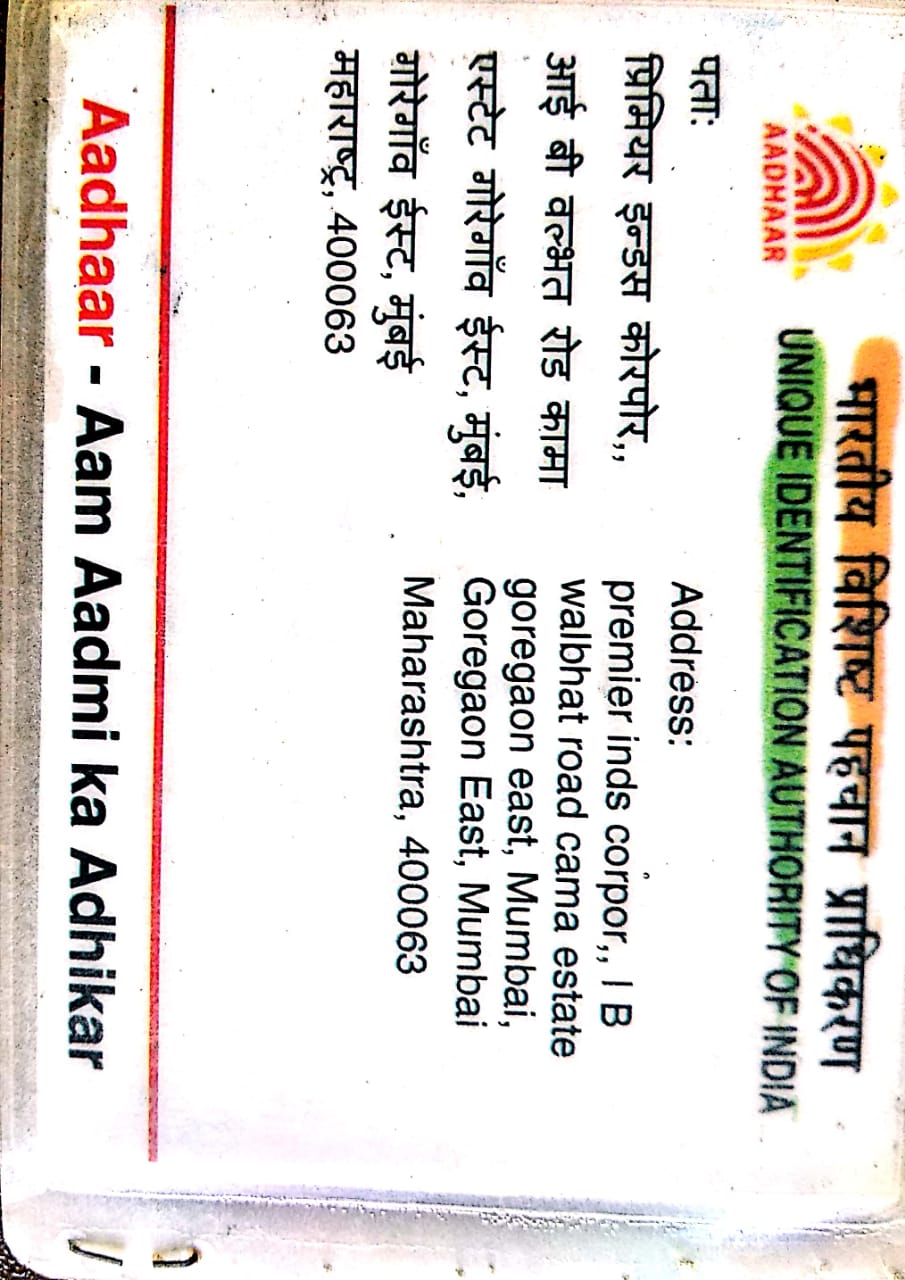 भारतीय विशिष्ट पहचान प्राधिकरण
UNIQUE IDENTIFICATION AUTHORITY OF INDIA
AADHAAR
पता:
प्रिमियर इन्डस कोरपोर,,
आई बी वल्भत रोड कामा
एस्टेट गोरेगाँव ईस्ट, मुंबई,
गोरेगाँव ईस्ट, मुंबई
महाराष्ट्र, 400063
Address:
premier inds corpor,, I B
walbhat road cama estate
goregaon east, Mumbai,
Goregaon East, Mumbai
Maharashtra, 400063
Aadhaar - Aam Aadmi ka Adhikar